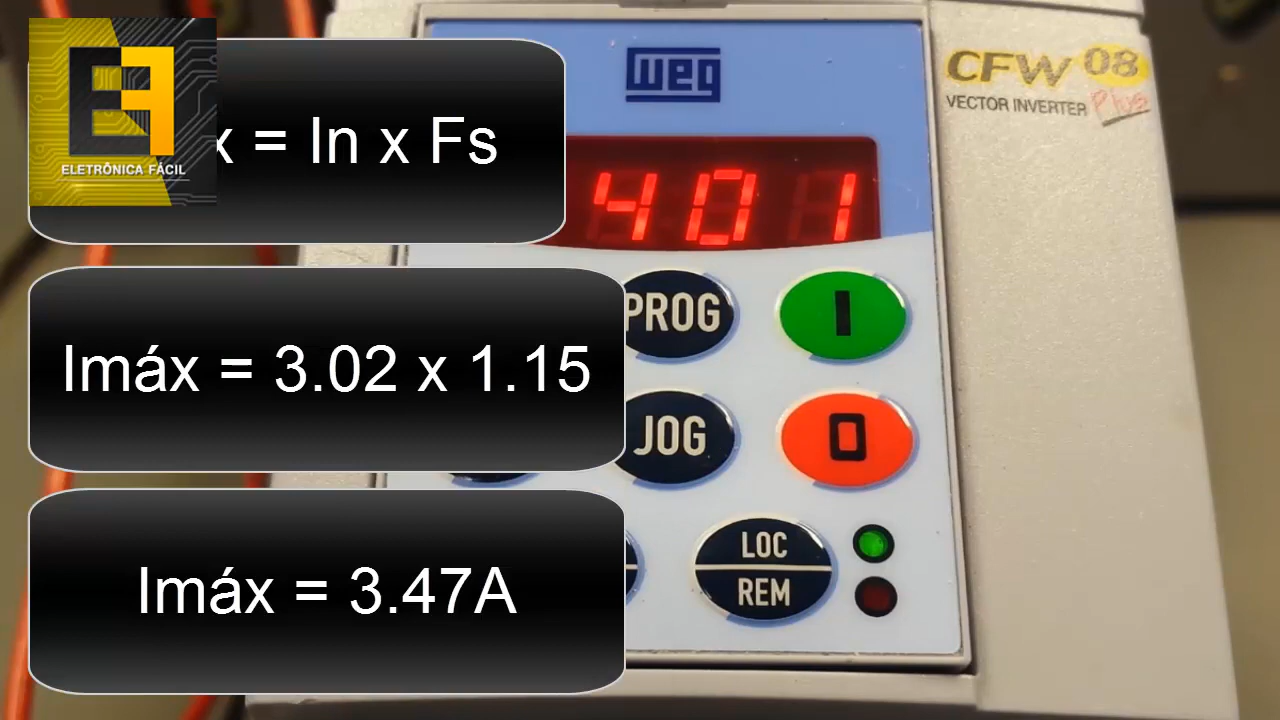 EF
ELETRÔNICA FÁCIL
x = In x Fs
Imáx = 3.02 x 1.15
Imáx = 3.47A
weg
CFW 08
VECTOR INVERTER Plus
401
PROG
I
JOG
0
LOC
REM